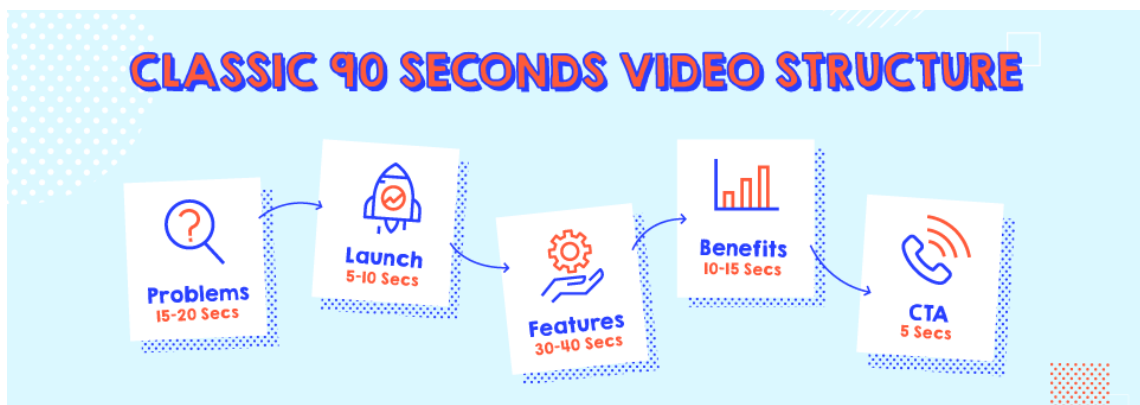 CLASSIC 90 SECONDS VIDEO STRUCTURE
Problems
15-20 Secs
Launch
5-10 Secs
Features
30-40 Secs
Benefits
10-15 Secs
CTA
5 Secs